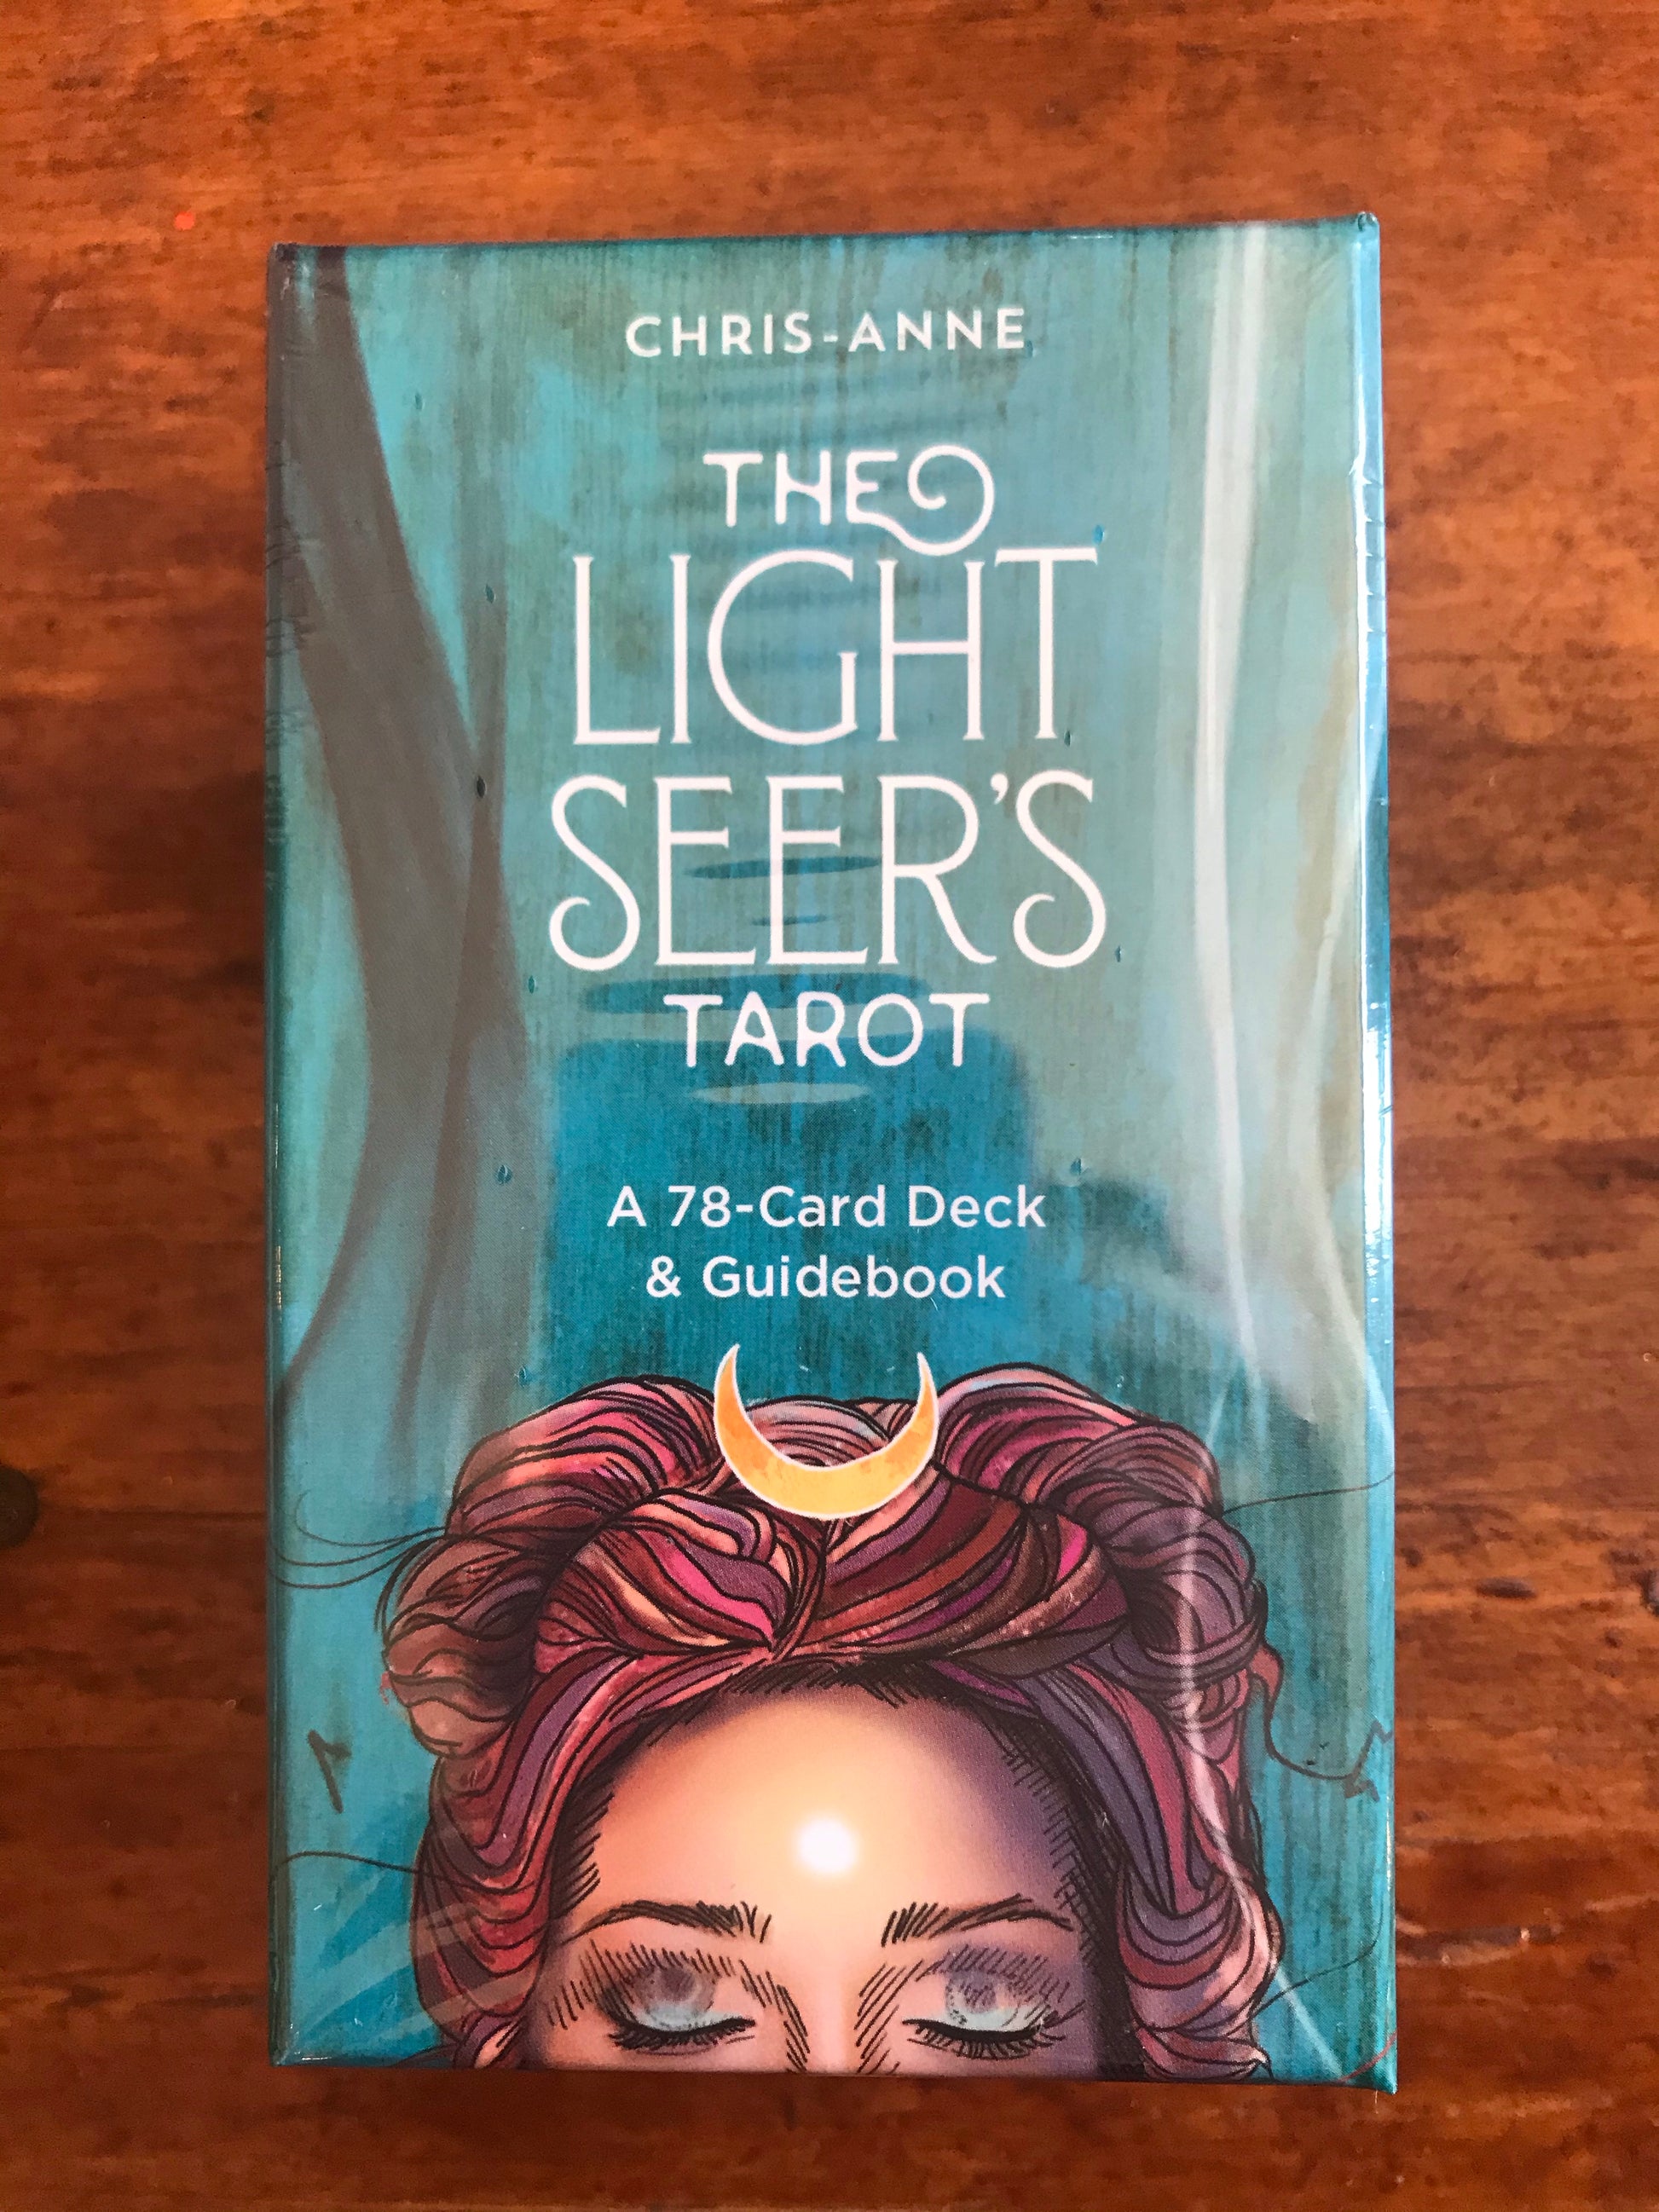 CHRIS-ANNE
THE
LIGHT
SEER'S
TAROT
A 78-Card Deck
& Guidebook